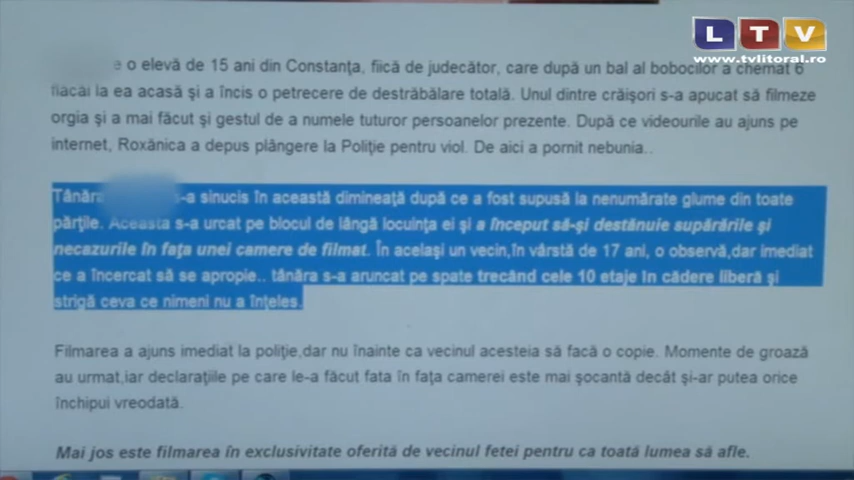 LTV
www.tvlitoral.ro
e o elevă de 15 ani din Constanţa, fiică de judecător, care după un bal al bobocilor a chemat 6
flăcăi la ea acasă şi a încis o petrecere de destrăbălare totală. Unul dintre crăişori s-a apucat să filmeze
orgia şi a mai făcut şi gestul de a numele tuturor persoanelor prezente. După ce videourile au ajuns pe
internet, Roxănica a depus plângere la Poliţie pentru viol. De aici a pornit nebunia..
Tânăra s-a sinucis în această dimineaţă după ce a fost supusă la nenumărate glume din toate
părţile. Aceasta s-a urcat pe blocul de lângă locuinţa ei şi a început să-şi destănuie supărările şi
necazurile în faţa unei camere de filmat. În acelaşi un vecin,în vârstă de 17 ani, o observă,dar imediat
ce a încercat să se apropie.. tânăra s-a aruncat pe spate trecând cele 10 etaje în cădere liberă şi
strigă ceva ce nimeni nu a înţeles.
Filmarea a ajuns imediat la poliţie,dar nu înainte ca vecinul acesteia să facă o copie. Momente de groază
au urmat,iar declaraţiile pe care le-a făcut fata în faţa camerei este mai şocantă decât şi-ar putea orice
închipui vreodată.
Mai jos este filmarea în exclusivitate oferită de vecinul fetei pentru ca toată lumea să afle.